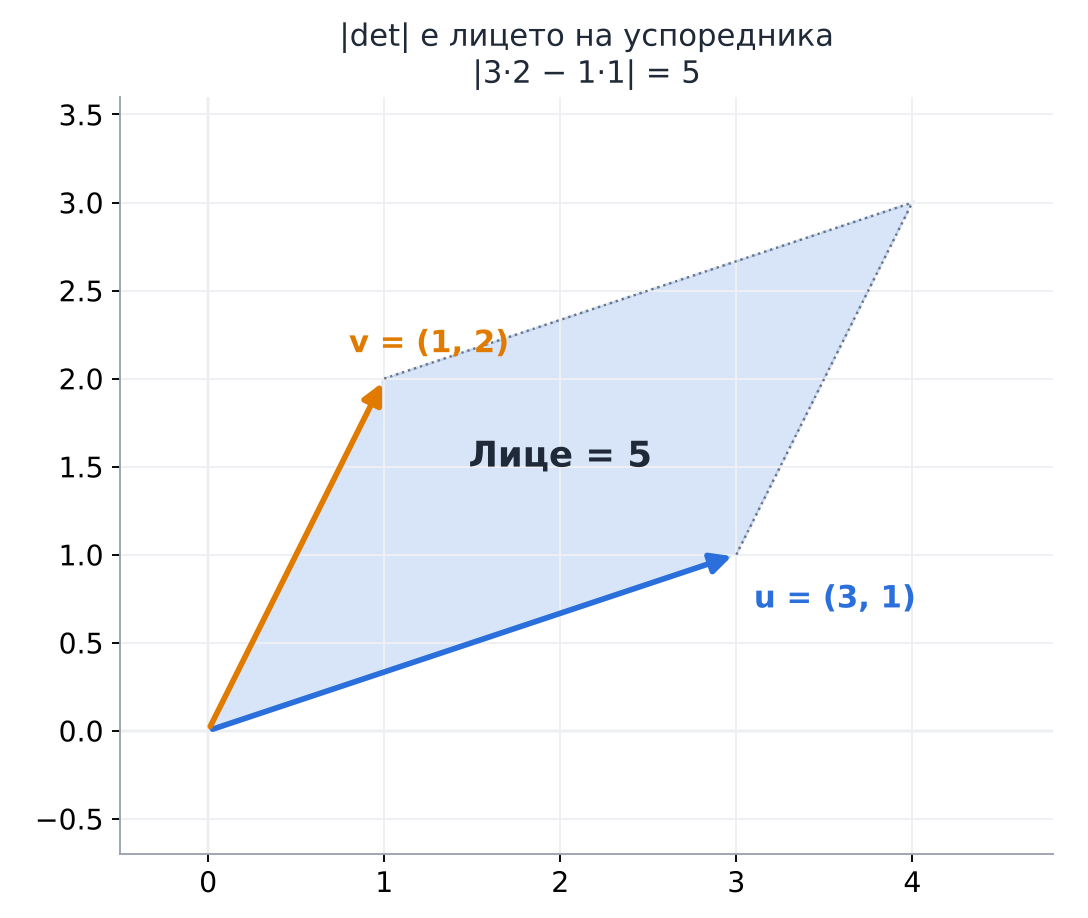 |det| е лицето на успоредника
|3·2 − 1·1| = 5
3.5
3.0
2.5
v = (1, 2)
2.0
Лице = 5
1.5
1.0
u = (3, 1)
0.5
0.0
−0.5
0 1 2 3 4